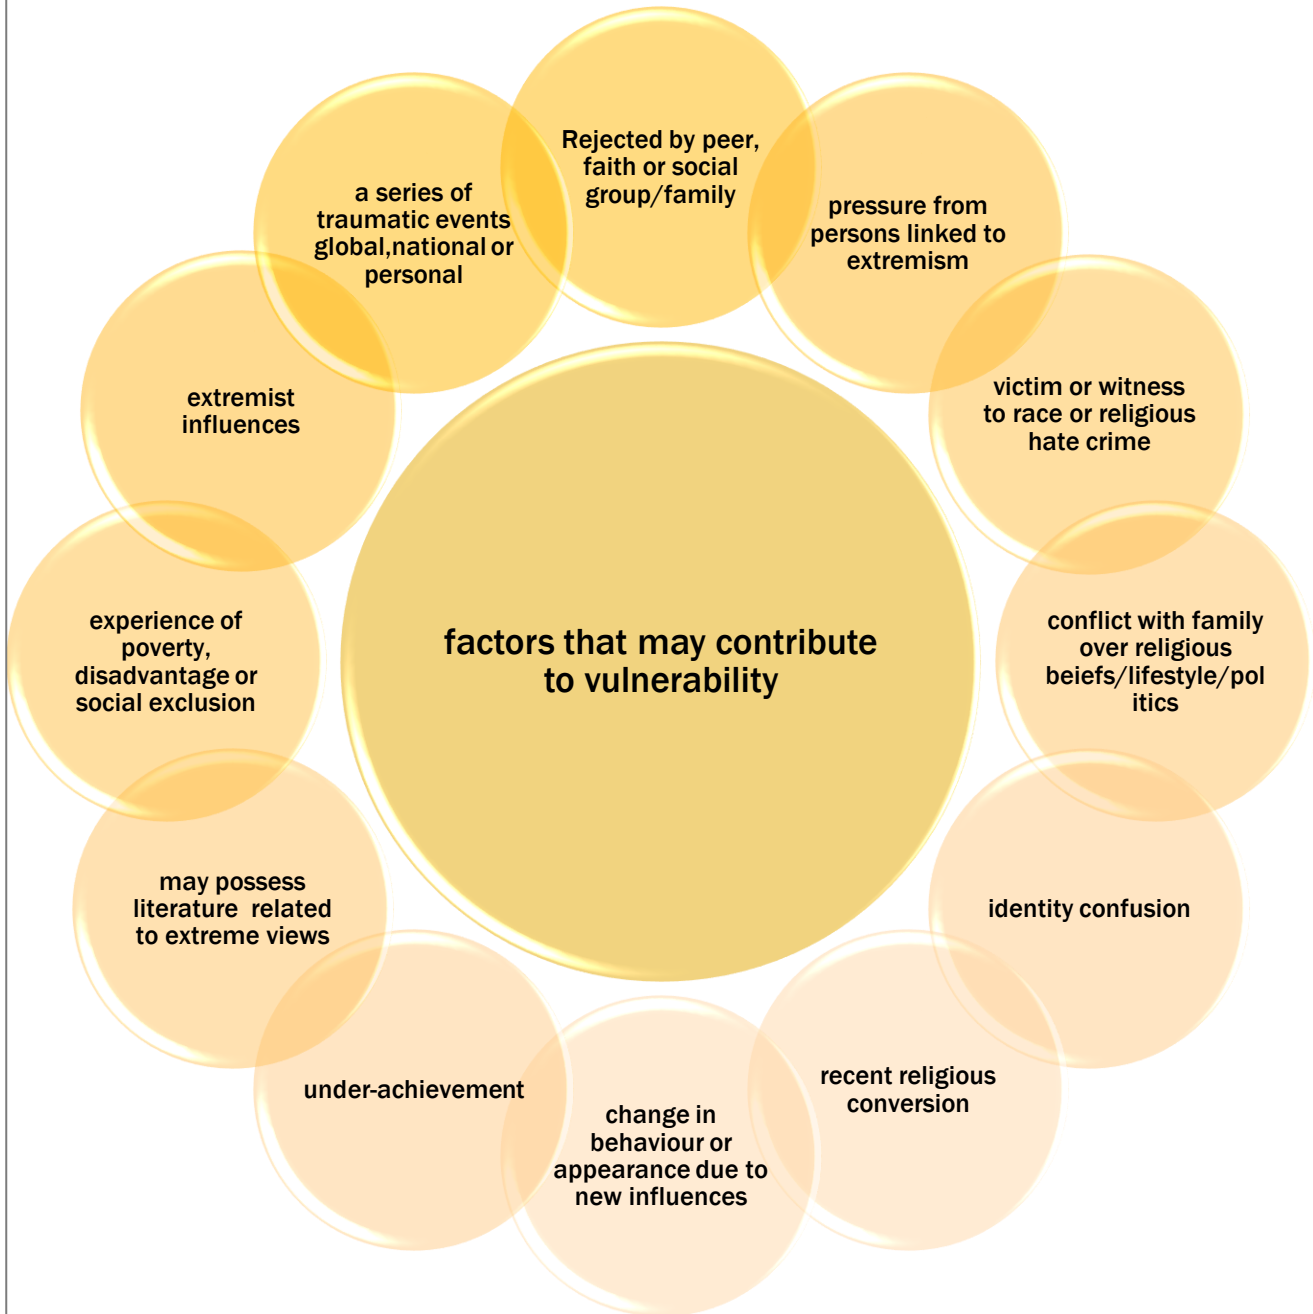 Rejected by peer,
faith or social
group/family
pressure from
persons linked to
extremism
victim or witness
to race or religious
hate crime
conflict with family
over religious
beiefs/lifestyle/pol
itics
identity confusion
recent religious
conversion
change in
behaviour or
appearance due to
new influences
under-achievement
may possess
literature related
to extreme views
experience of
poverty,
disadvantage or
social exclusion
extremist
influences
a series of
traumatic events
global,national or
personal
factors that may contribute
to vulnerability